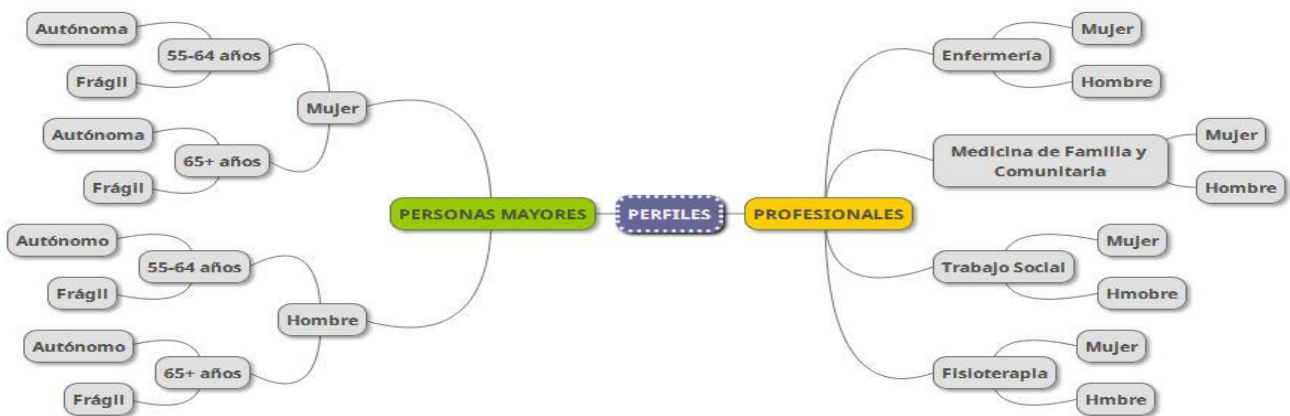 Autónoma
55-64 años
Frágil
Mujer
Autónoma
65+ años
Frágil
PERSONAS MAYORES
Autónomo
55-64 años
Frágil
Hombre
Autónomo
65+ años
Frágil
PERFILES
PROFESIONALES
Enfermería
Mujer
Hombre
Medicina de Familia y
Comunitaria
Mujer
Hombre
Trabajo Social
Mujer
Hmobre
Fisioterapia
Mujer
Hmbre